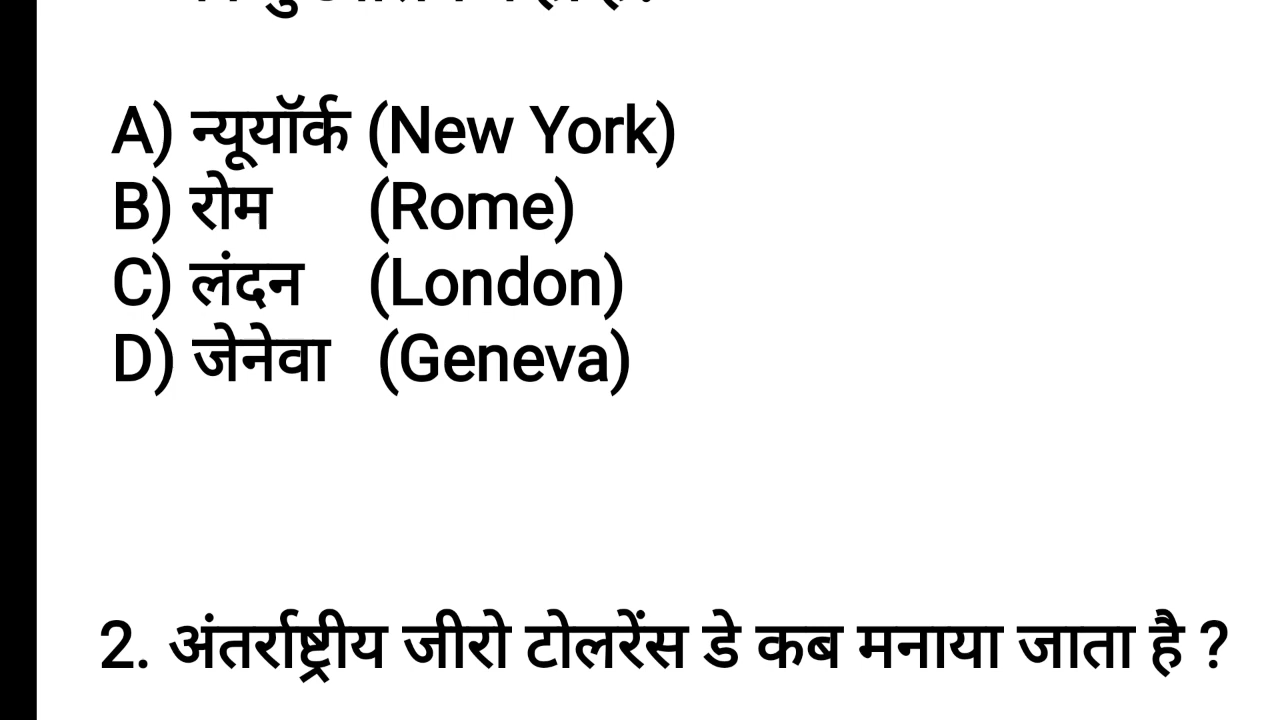 A) न्यूयॉर्क (New York)
B) रोम (Rome)
C) लंदन (London)
D) जेनेवा (Geneva)
2. अंतर्राष्ट्रीय जीरो टोलरेंस डे कब मनाया जाता है ?